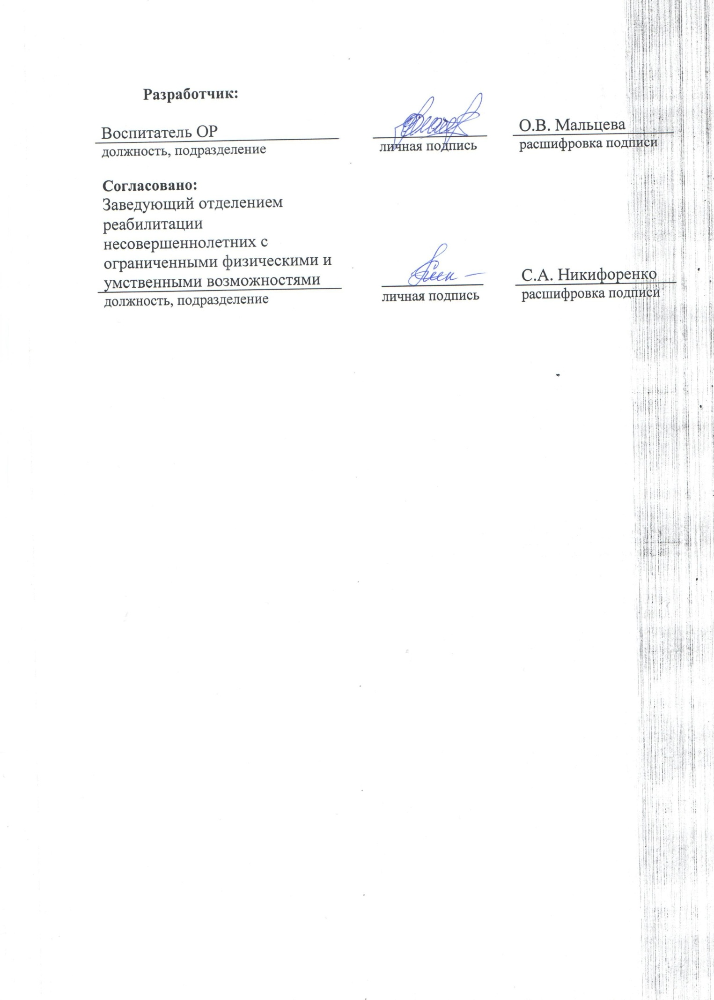 Разработчик:
Воспитатель ОР О.В. Мальцева
должность, подразделение личная подпись расшифровка подписи
Согласовано:
Заведующий отделением
реабилитации
несовершеннолетних с
ограниченными физическими и
умственными возможностями С.А. Никифоренко
должность, подразделение личная подпись расшифровка подписи